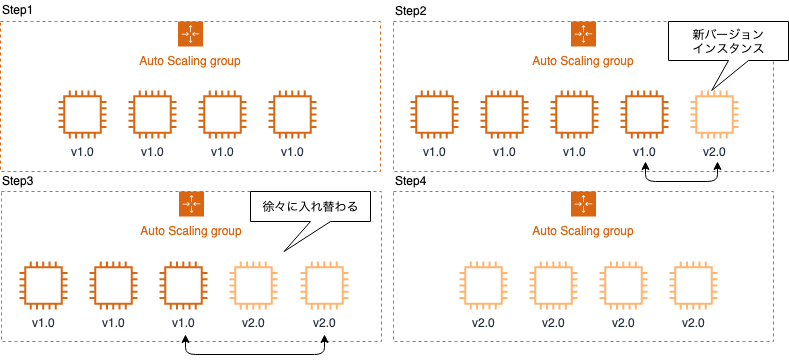 Step1
Auto Scaling group
v1.0
v1.0
v1.0
v1.0
Step2
新バージョン
インスタンス
Auto Scaling group
v1.0
v1.0
v1.0
v1.0
v2.0
Step3
徐々に入れ替わる
Auto Scaling group
v1.0
v1.0
v1.0
v2.0
v2.0
Step4
Auto Scaling group
v2.0
v2.0
v2.0
v2.0